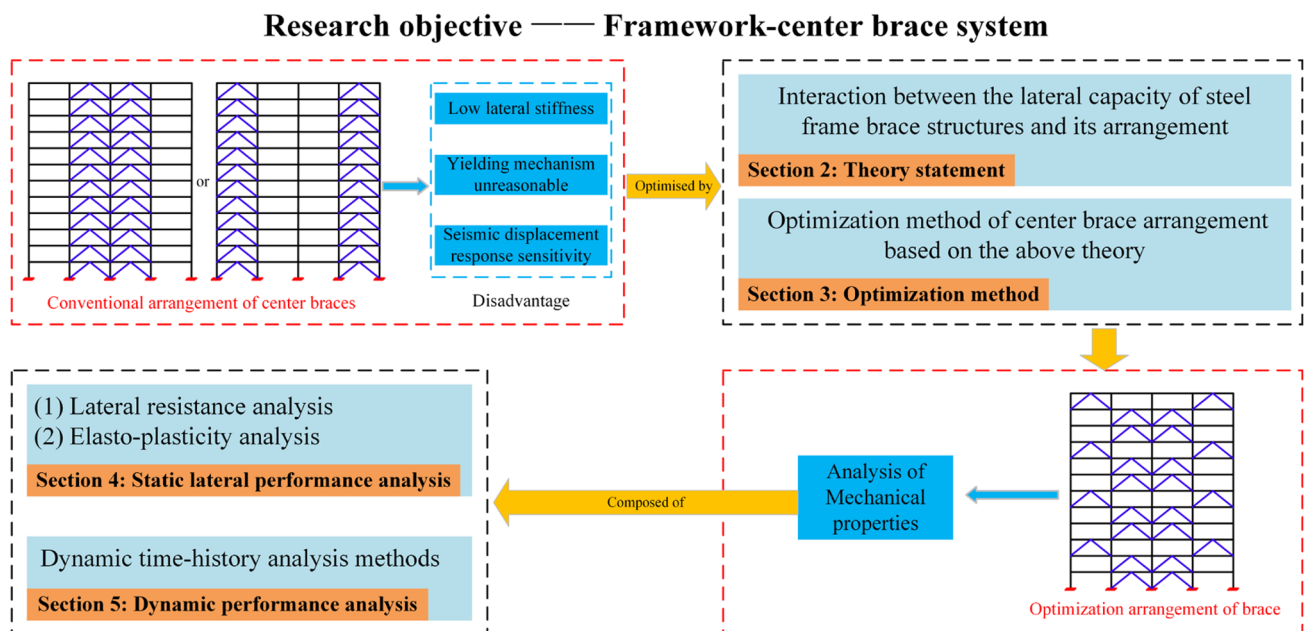 Research objective —— Framework-center brace system
or
Conventional arrangement of center braces
Low lateral stiffness
Yielding mechanism
unreasonable
Seismic displacement
response sensitivity
Disadvantage
Optimised by
Interaction between the lateral capacity of steel
frame brace structures and its arrangement
Section 2: Theory statement
Optimization method of center brace arrangement
based on the above theory
Section 3: Optimization method
Optimization arrangement of brace
Analysis of
Mechanical
properties
Composed of
(1) Lateral resistance analysis
(2) Elasto-plasticity analysis
Section 4: Static lateral performance analysis
Dynamic time-history analysis methods
Section 5: Dynamic performance analysis